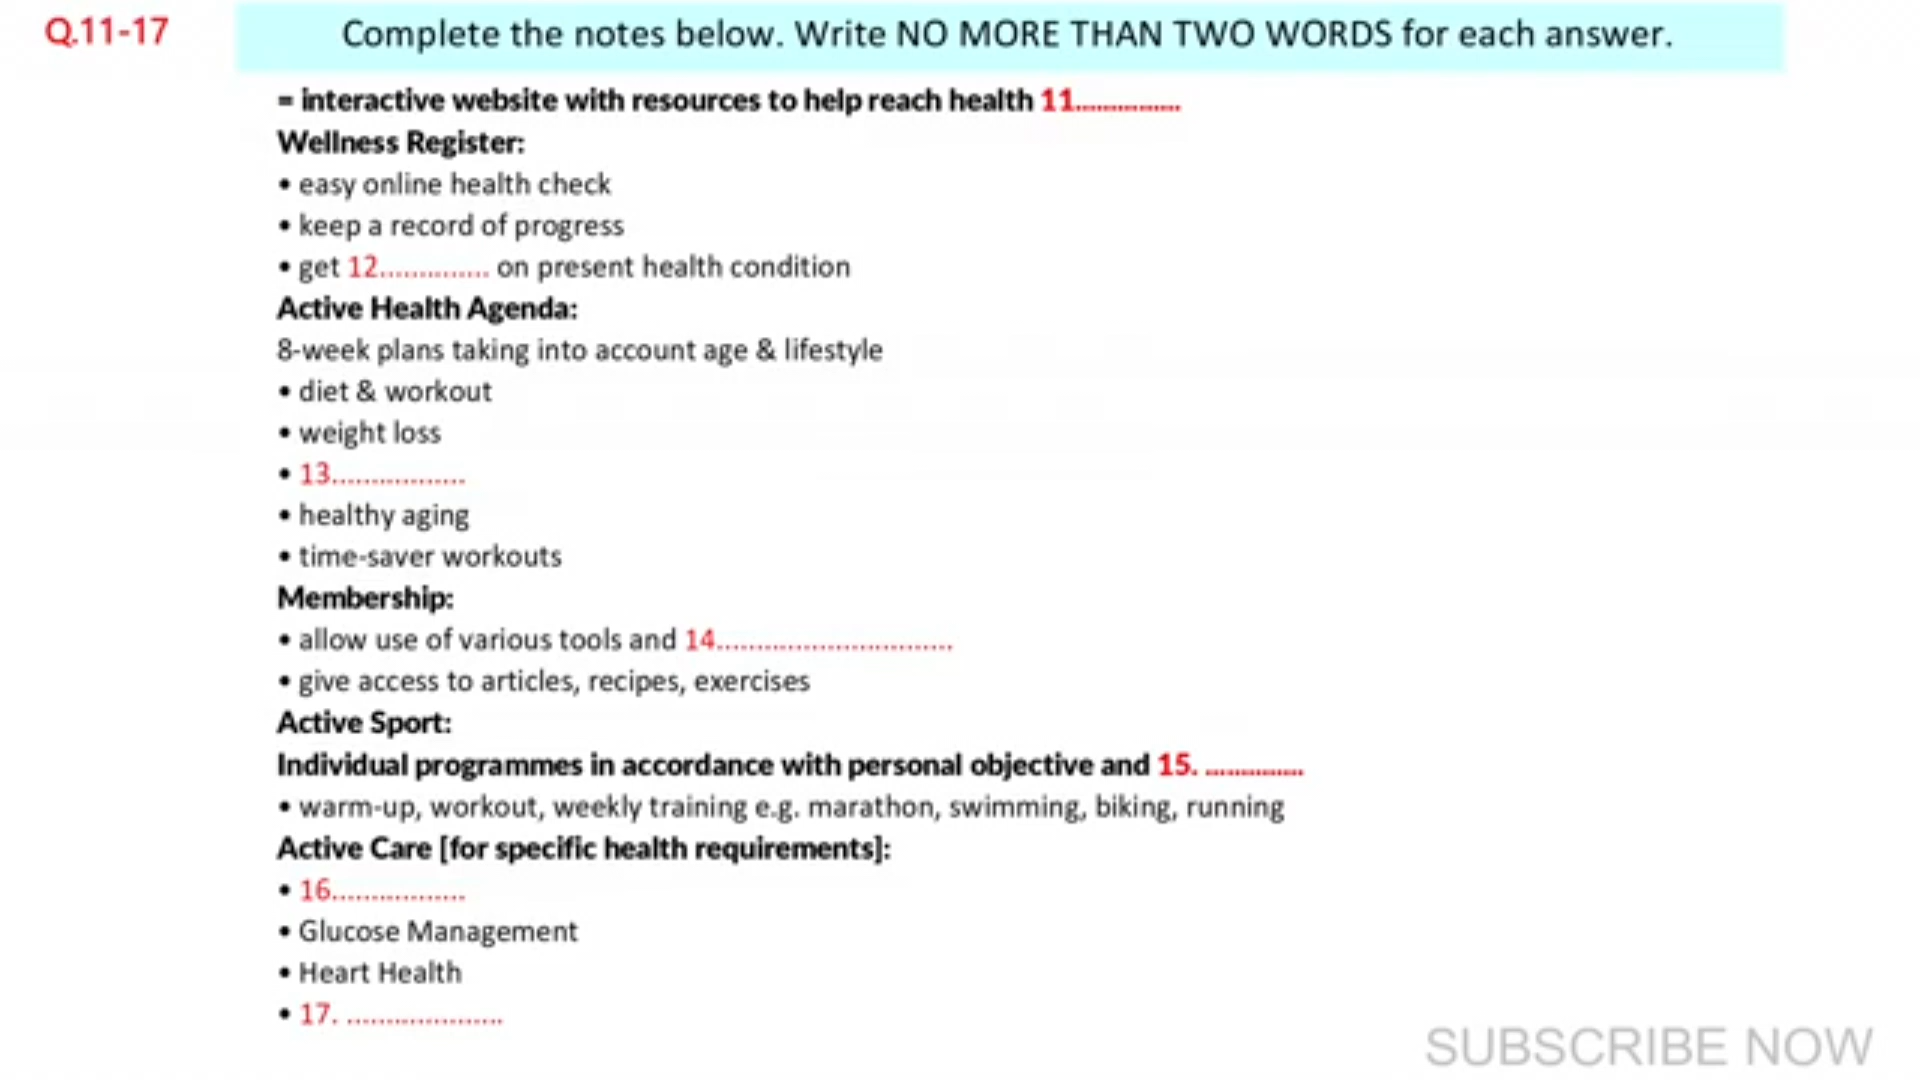 Q.11-17 Complete the notes below. Write NO MORE THAN TWO WORDS for each answer.
= interactive website with resources to help reach health 11................
Wellness Register:
• easy online health check
• keep a record of progress
• get 12.............. on present health condition
Active Health Agenda:
8-week plans taking into account age & lifestyle
• diet & workout
• weight loss
• 13.................
• healthy aging
• time-saver workouts
Membership:
• allow use of various tools and 14..............................
• give access to articles, recipes, exercises
Active Sport:
Individual programmes in accordance with personal objective and 15. ...............
• warm-up, workout, weekly training e.g. marathon, swimming, biking, running
Active Care [for specific health requirements]:
• 16.................
• Glucose Management
• Heart Health
• 17. ....................
SUBSCRIBE NOW